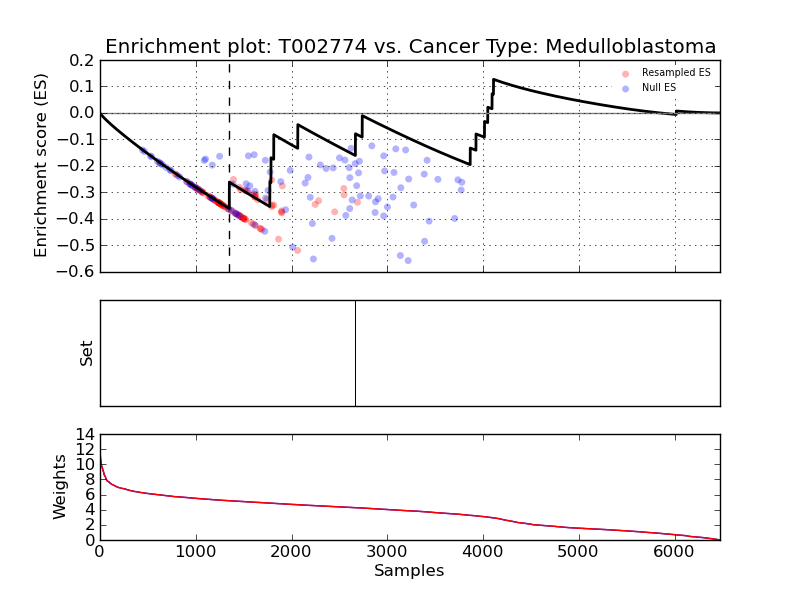 Enrichment plot: T002774 vs. Cancer Type: Medulloblastoma
Enrichment score (ES)
0.2
0.1
0.0
−0.1
−0.2
−0.3
−0.4
−0.5
−0.6
Resampled ES
Null ES
Set
Weights
14
12
10
8
6
4
2
0
0 1000 2000 3000 4000 5000 6000
Samples